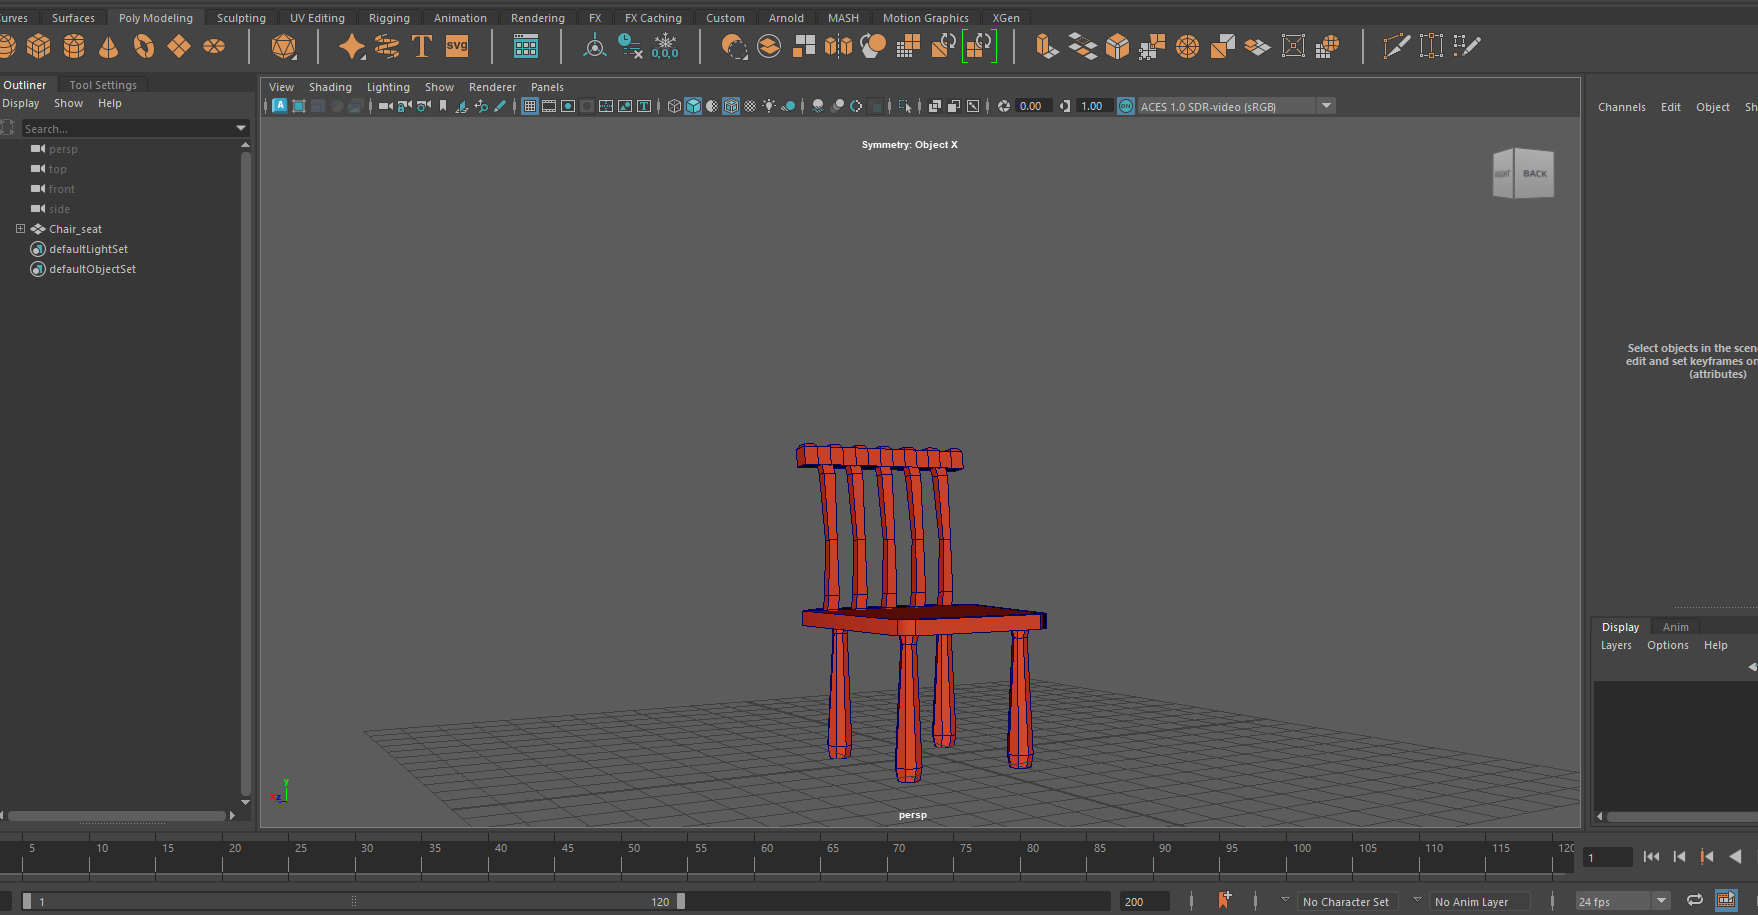 urves Surfaces Poly Modeling Sculpting UV Editing Rigging Animation Rendering FX FX Caching Custom Arnold MASH Motion Graphics XGen
T SVG 0,0,0
Outliner Tool Settings
Display Show Help
Search...
persp
top
front
side
Chair_seat
defaultLightSet
defaultObjectSet
View Shading Lighting Show Renderer Panels
A T 0.00 1.00 ON ACES 1.0 SDR-video (sRGB)
Symmetry: Object X
RIGHT BACK
y
x z
persp
Channels Edit Object Sh
Select objects in the scen
edit and set keyframes on
(attributes)
Display Anim
Layers Options Help
5 10 15 20 25 30 35 40 45 50 55 60 65 70 75 80 85 90 95 100 105 110 115 120
1
1 120 200 No Character Set No Anim Layer 24 fps